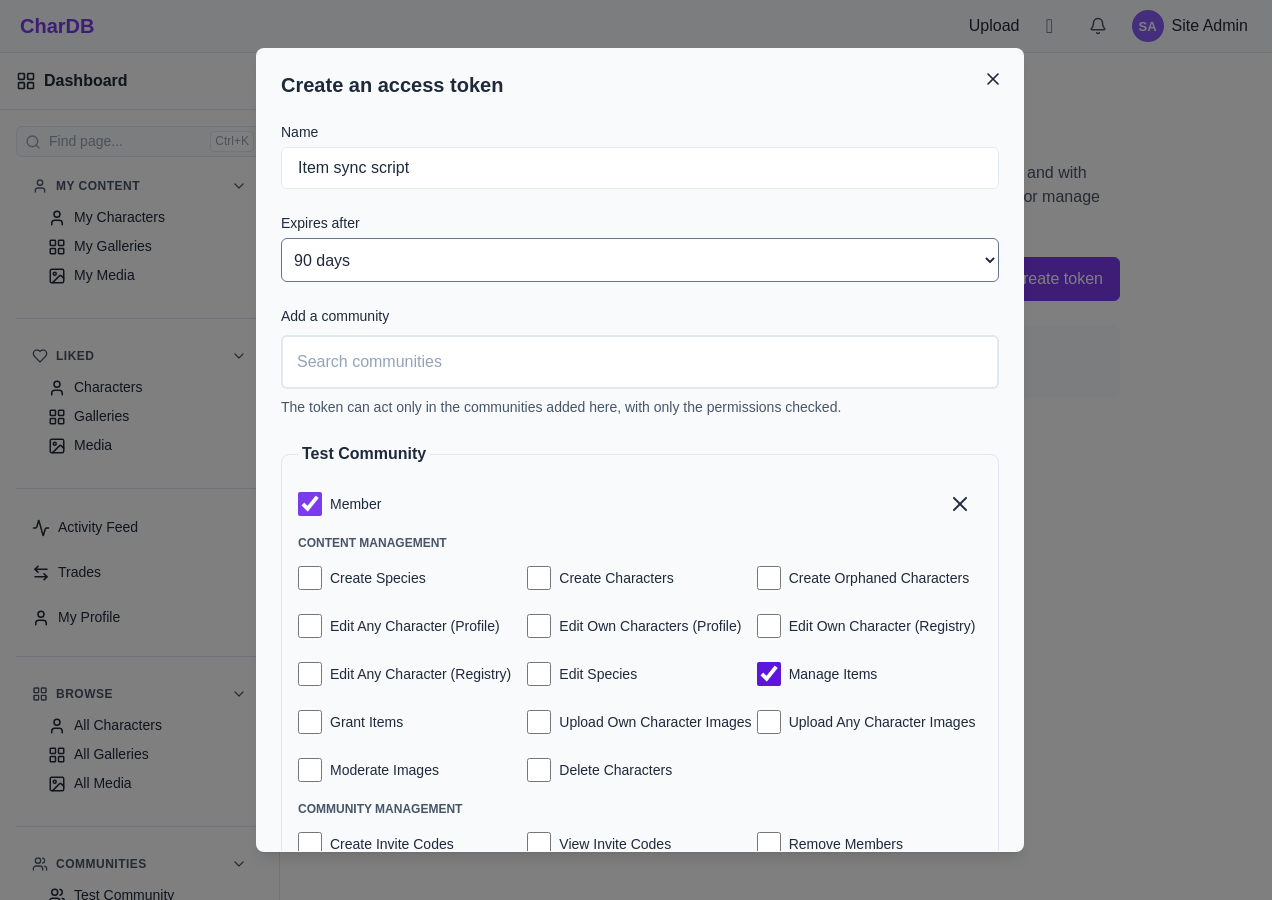 CharDB
Upload
SA
Site Admin
Dashboard
Find page...
Ctrl+K
MY CONTENT
My Characters
My Galleries
My Media
LIKED
Characters
Galleries
Media
Activity Feed
Trades
My Profile
BROWSE
All Characters
All Galleries
All Media
COMMUNITIES
Test Community
and with
or manage
reate token
Create an access token
Name
Item sync script
Expires after
90 days
Add a community
Search communities
The token can act only in the communities added here, with only the permissions checked.
Test Community
Member
CONTENT MANAGEMENT
Create Species
Create Characters
Create Orphaned Characters
Edit Any Character (Profile)
Edit Own Characters (Profile)
Edit Own Character (Registry)
Edit Any Character (Registry)
Edit Species
Manage Items
Grant Items
Upload Own Character Images
Upload Any Character Images
Moderate Images
Delete Characters
COMMUNITY MANAGEMENT
Create Invite Codes
View Invite Codes
Remove Members